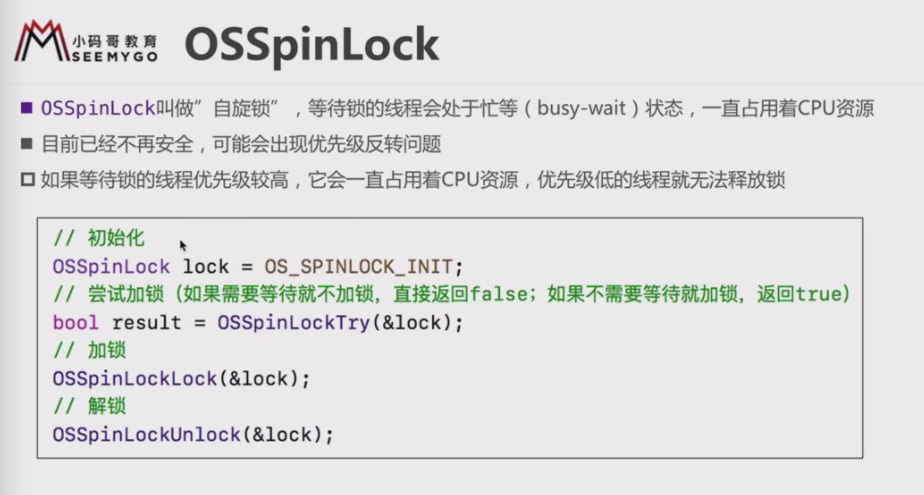 小码哥教育
SEEMYGO
OSSpinLock
OSSpinLock叫做”自旋锁”，等待锁的线程会处于忙等（busy-wait）状态，一直占用着CPU资源
目前已经不再安全，可能会出现优先级反转问题
如果等待锁的线程优先级较高，它会一直占用着CPU资源，优先级低的线程就无法释放锁
// 初始化
OSSpinLock lock = OS_SPINLOCK_INIT;
// 尝试加锁（如果需要等待就不加锁，直接返回false；如果不需要等待就加锁，返回true）
bool result = OSSpinLockTry(&lock);
// 加锁
OSSpinLockLock(&lock);
// 解锁
OSSpinLockUnlock(&lock);